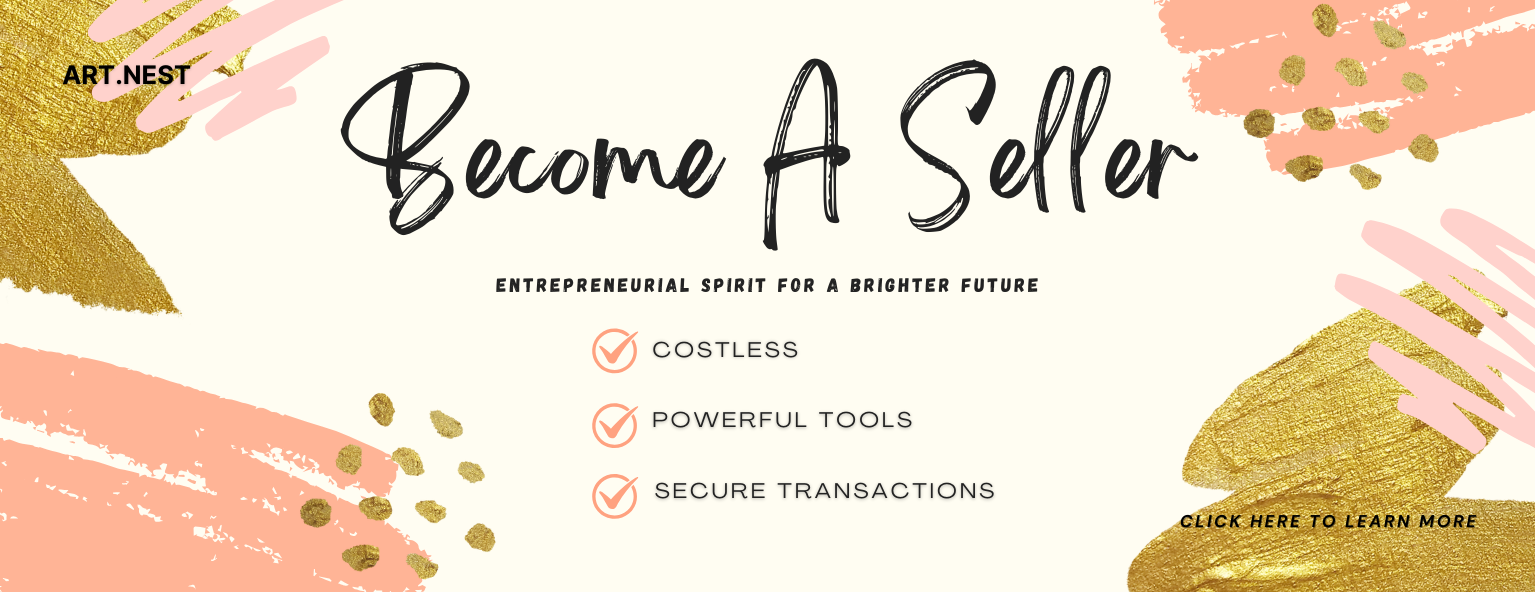 ART.NEST
Become A Seller
ENTREPRENEURIAL SPIRIT FOR A BRIGHTER FUTURE
COSTLESS
POWERFUL TOOLS
SECURE TRANSACTIONS
CLICK HERE TO LEARN MORE